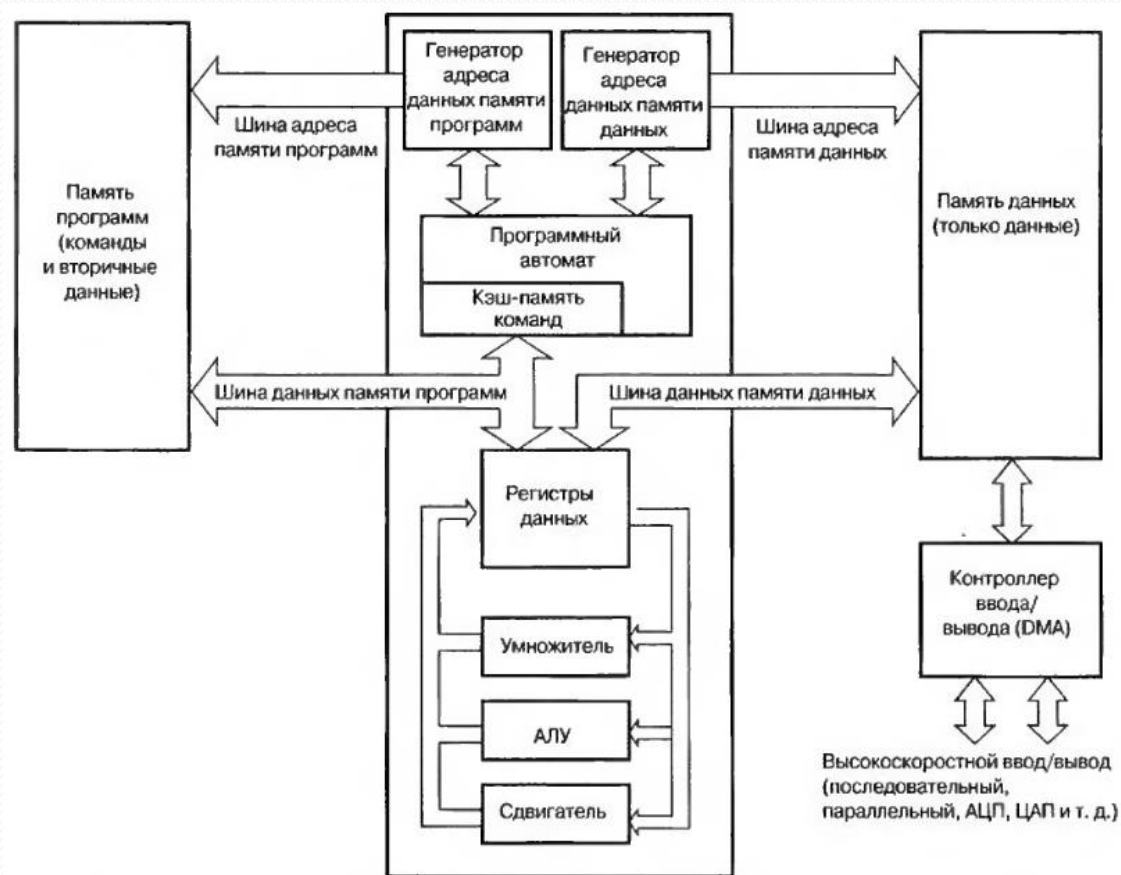 Генератор
адреса
данных памяти
программ
Генератор
адреса
данных памяти
данных
Шина адреса
памяти программ
Шина адреса
памяти данных
Память
программ
(команды
и вторичные
данные)
Программный
автомат
Кэш-память
команд
Память данных
(только данные)
Шина данных памяти программ
Шина данных памяти данных
Регистры
данных
Умножитель
АЛУ
Сдвигатель
Контроллер
ввода/
вывода (DMA)
Высокоскоростной ввод/вывод
(последовательный,
параллельный, АЦП, ЦАП и т. д.)